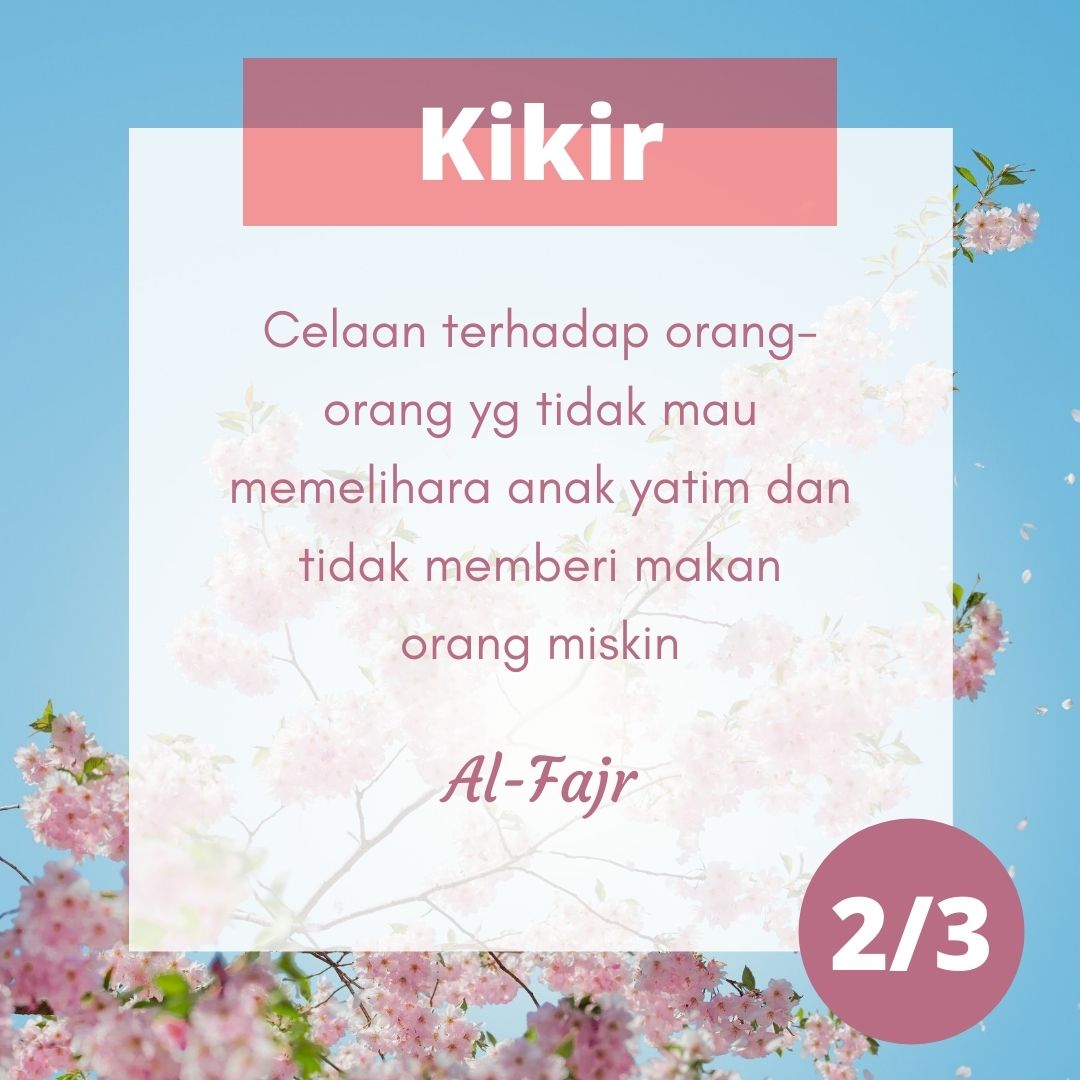 Kikir
Celaan terhadap orang-
orang yg tidak mau
memelihara anak yatim dan
tidak memberi makan
orang miskin
Al-Fajr
2/3